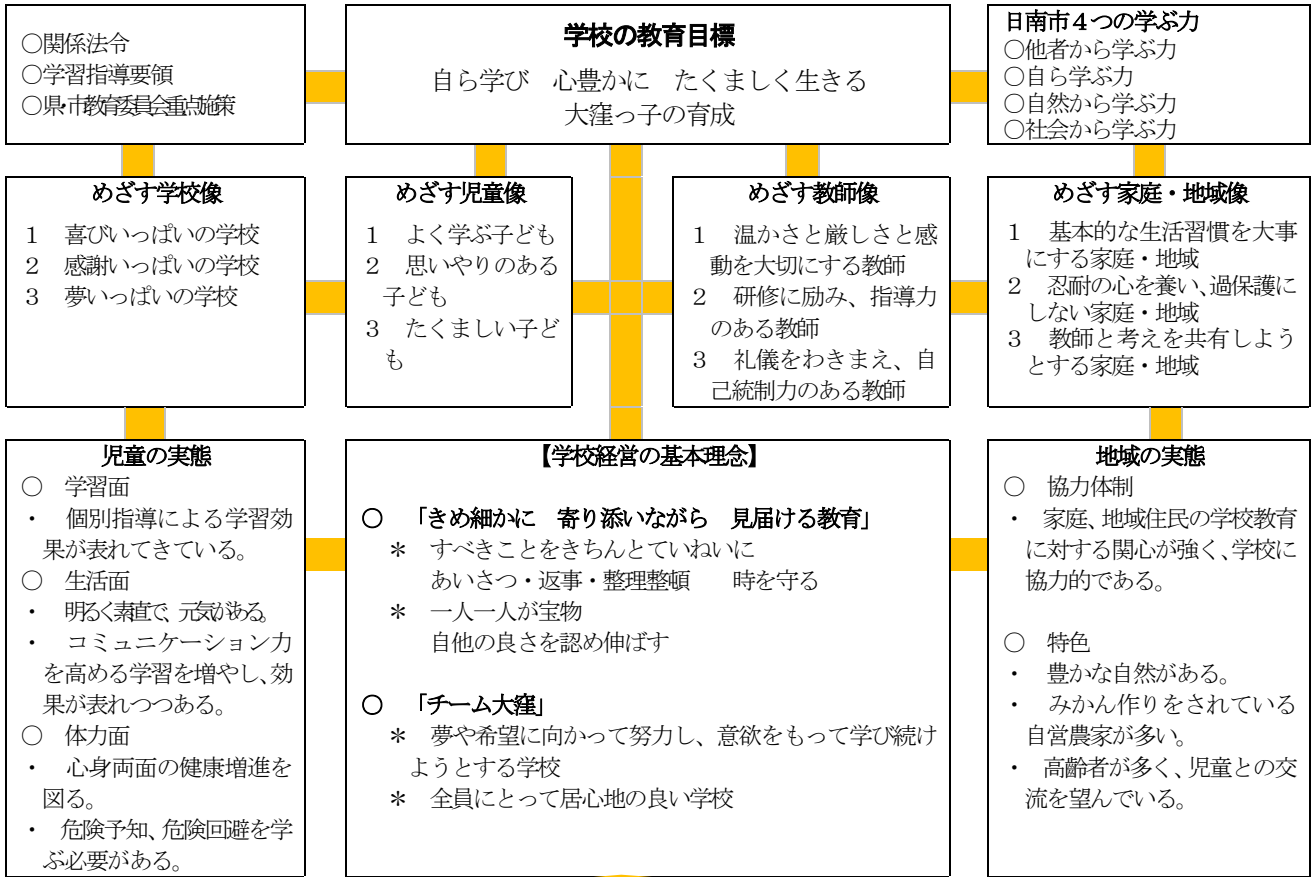 ○関係法令
○学習指導要領
○県・市教育委員会重点施策
学校の教育目標
自ら学び 心豊かに たくましく生きる
大窪っ子の育成
日南市4つの学ぶ力
○他者から学ぶ力
○自ら学ぶ力
○自然から学ぶ力
○社会から学ぶ力
めざす学校像
1 喜びいっぱいの学校
2 感謝いっぱいの学校
3 夢いっぱいの学校
めざす児童像
1 よく学ぶ子ども
2 思いやりのある
子ども
3 たくましい子ど
も
めざす教師像
1 温かさと厳しさと感
動を大切にする教師
2 研修に励み、指導力
のある教師
3 礼儀をわきまえ、自
己統制力のある教師
めざす家庭・地域像
1 基本的な生活習慣を大事
にする家庭・地域
2 忍耐の心を養い、過保護に
しない家庭・地域
3 教師と考えを共有しよう
とする家庭・地域
児童の実態
○ 学習面
・ 個別指導による学習効
果が表れてきている。
○ 生活面
・ 明るく素直で、元気がある。
・ コミュニケーション力
を高める学習を増やし、効
果が表れつつある。
○ 体力面
・ 心身両面の健康増進を
図る。
・ 危険予知、危険回避を学
ぶ必要がある。
【学校経営の基本理念】
○ 「きめ細かに 寄り添いながら 見届ける教育」
＊ すべきことをきちんとていねいに
あいさつ・返事・整理整頓 時を守る
＊ 一人一人が宝物
自他の良さを認め伸ばす
○ 「チーム大窪」
＊ 夢や希望に向かって努力し、意欲をもって学び続け
ようとする学校
＊ 全員にとって居心地の良い学校
地域の実態
○ 協力体制
・ 家庭、地域住民の学校教育
に対する関心が強く、学校に
協力的である。
○ 特色
・ 豊かな自然がある。
・ みかん作りをされている
自営農家が多い。
・ 高齢者が多く、児童との交
流を望んでいる。